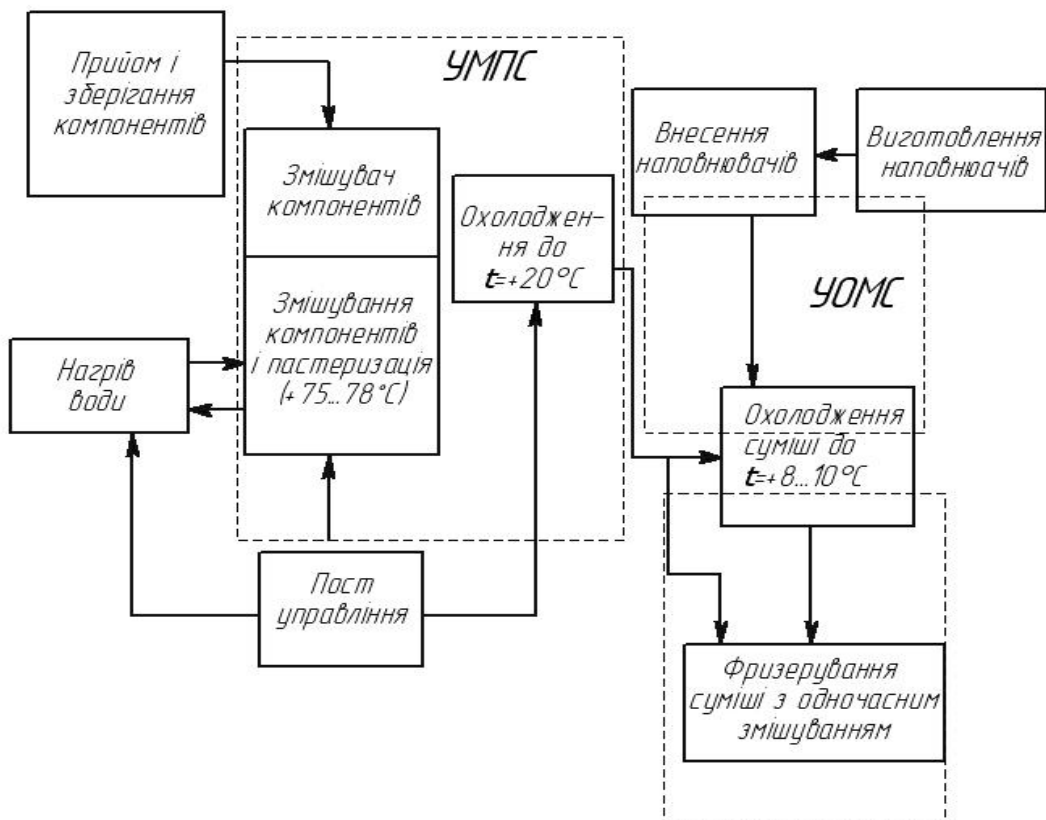 Прийом і
зберігання
компонентів
УМПС
Змішувач
компонентів
Змішування
компонентів
і пастеризація
(+75...78°С)
Охолоджен-
ня до
t=+20°С
Внесення
наповнювачів
Виготовлення
наповнюачів
УОМС
Нагрів
води
Охолодження
суміші до
t=+8...10°С
Пост
управління
Фризерування
суміші з одночасним
змішуванням